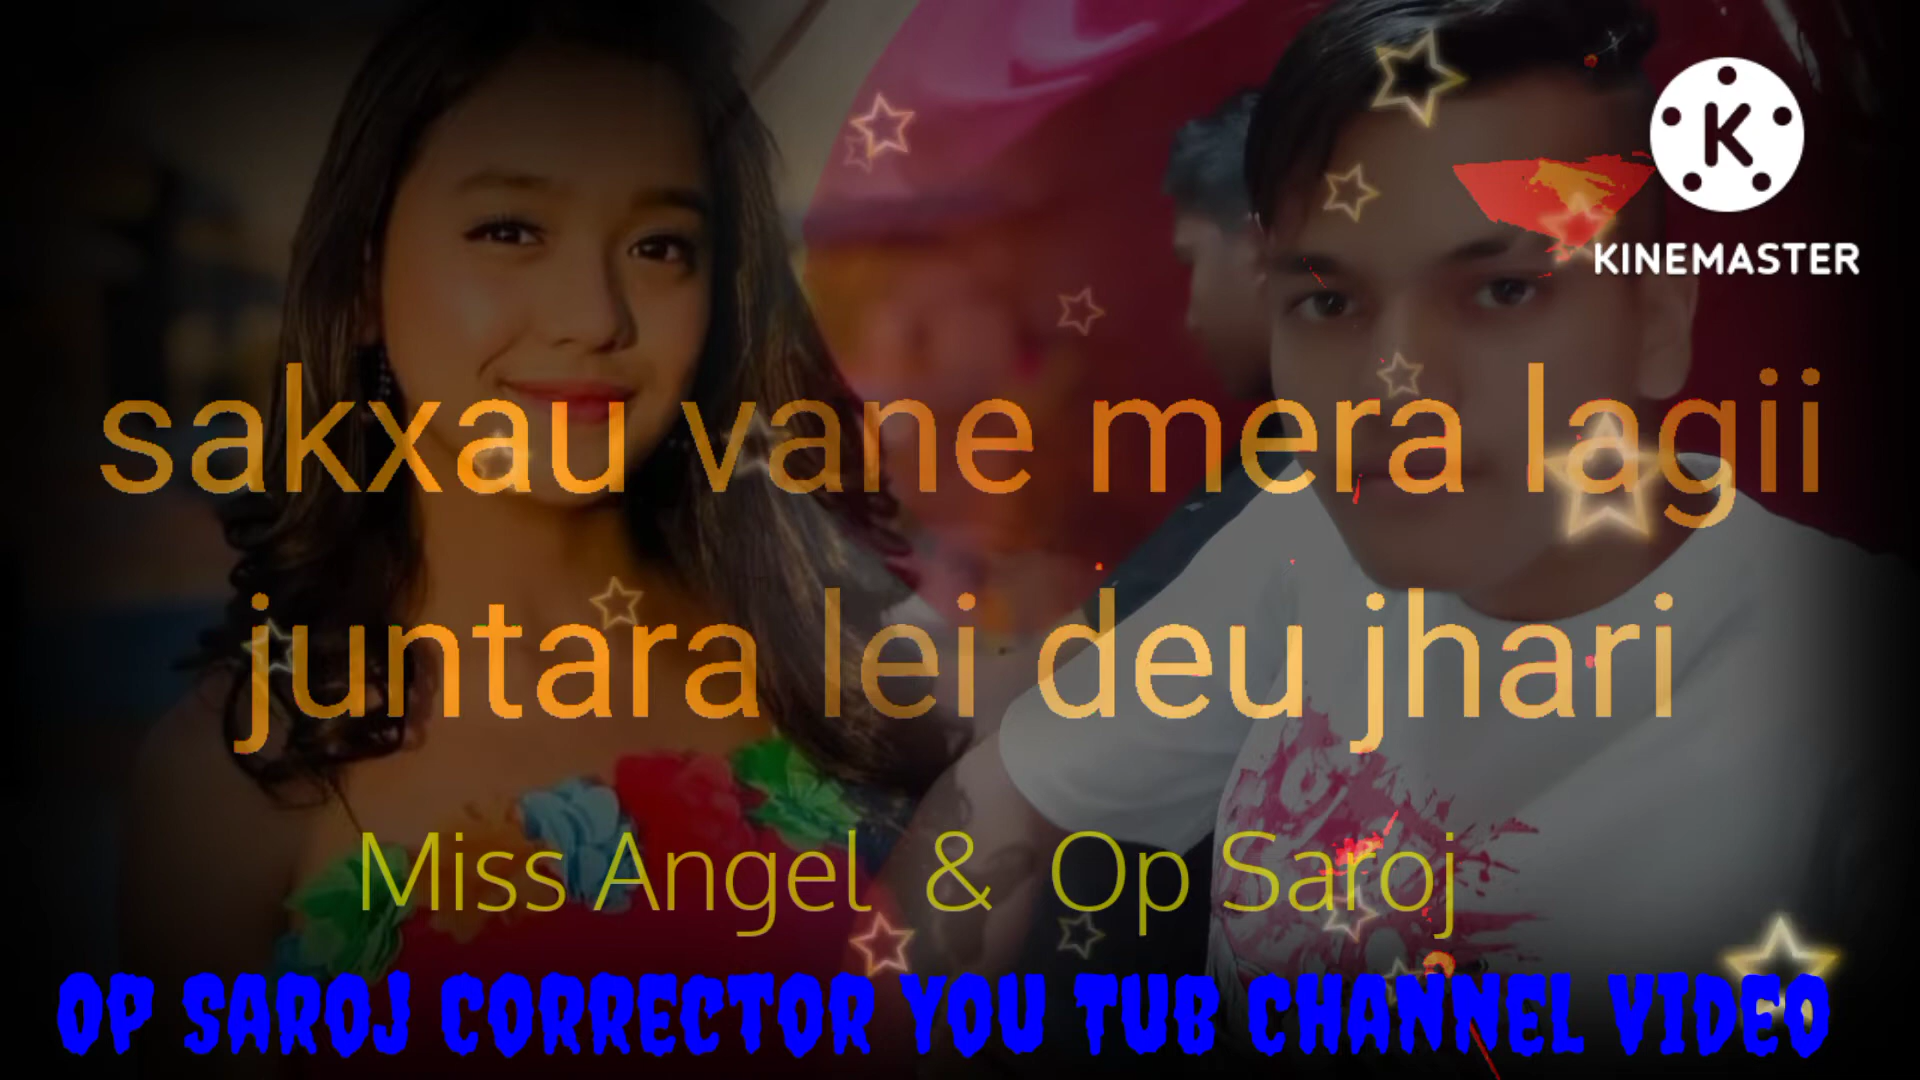 K
KINEMASTER
sakxau vane mera lagii
juntara lei deu jhari
Miss Angel & Op Saroj
OP SAROJ CORRECTOR YOU TUB CHANNEL VIDEO